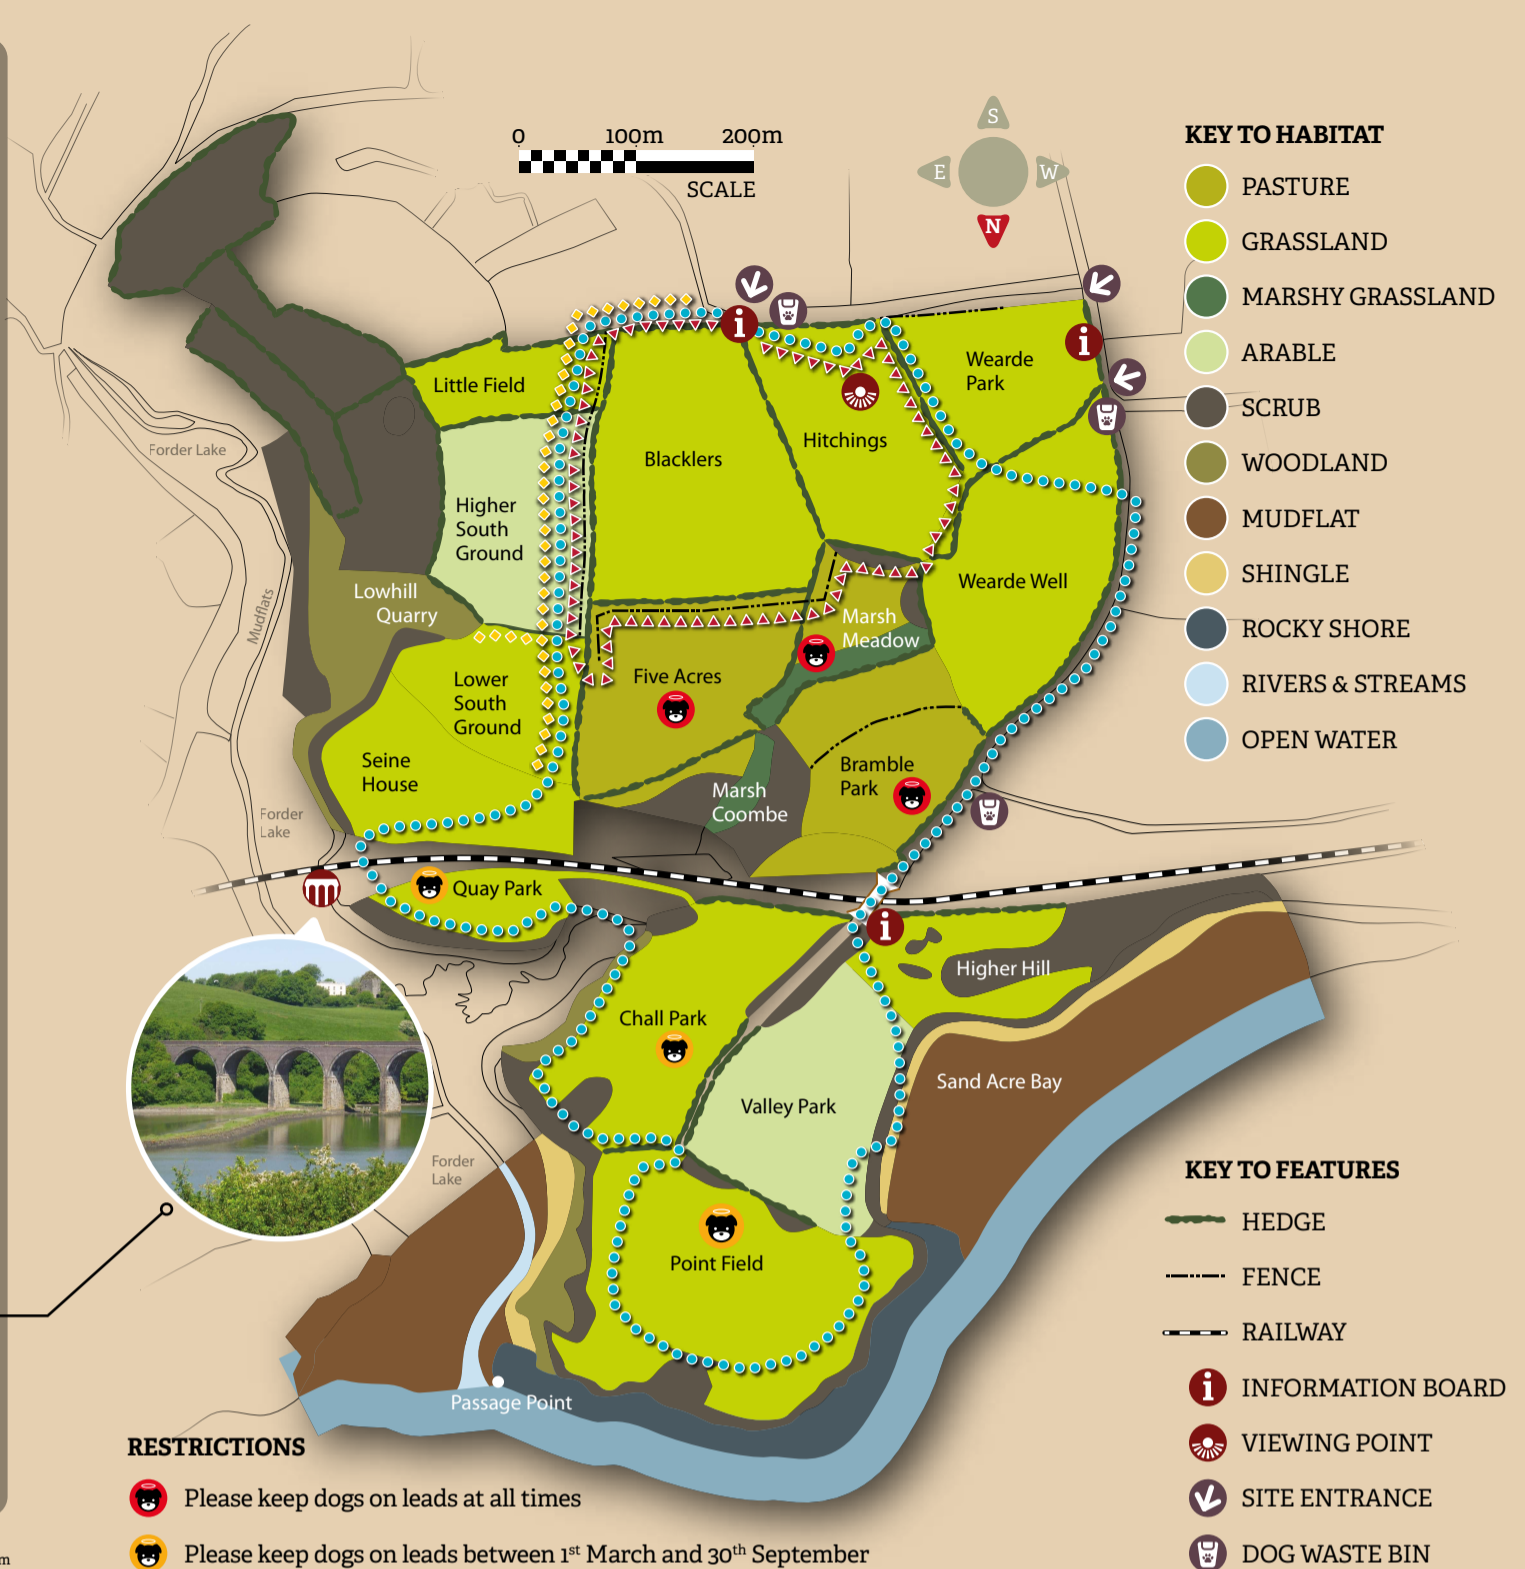 0 100m 200m
SCALE
S
E W
N
KEY TO HABITAT
PASTURE
GRASSLAND
MARSHY GRASSLAND
ARABLE
SCRUB
WOODLAND
MUDFLAT
SHINGLE
ROCKY SHORE
RIVERS & STREAMS
OPEN WATER
i
i
Wearde
Park
Little Field
Hitchings
Blacklers
Forder Lake
Higher
South
Ground
Wearde Well
Lowhill
Quarry
Mudflats
Marsh
Meadow
Five Acres
Lower
South
Ground
Seine
House
Bramble
Park
Marsh
Coombe
Forder
Lake
Quay Park
i
Higher Hill
Chall Park
Sand Acre Bay
Valley Park
Forder
Lake
Point Field
Passage Point
KEY TO FEATURES
HEDGE
FENCE
RAILWAY
i INFORMATION BOARD
VIEWING POINT
SITE ENTRANCE
DOG WASTE BIN
RESTRICTIONS
Please keep dogs on leads at all times
Please keep dogs on leads between 1st March and 30th September
m